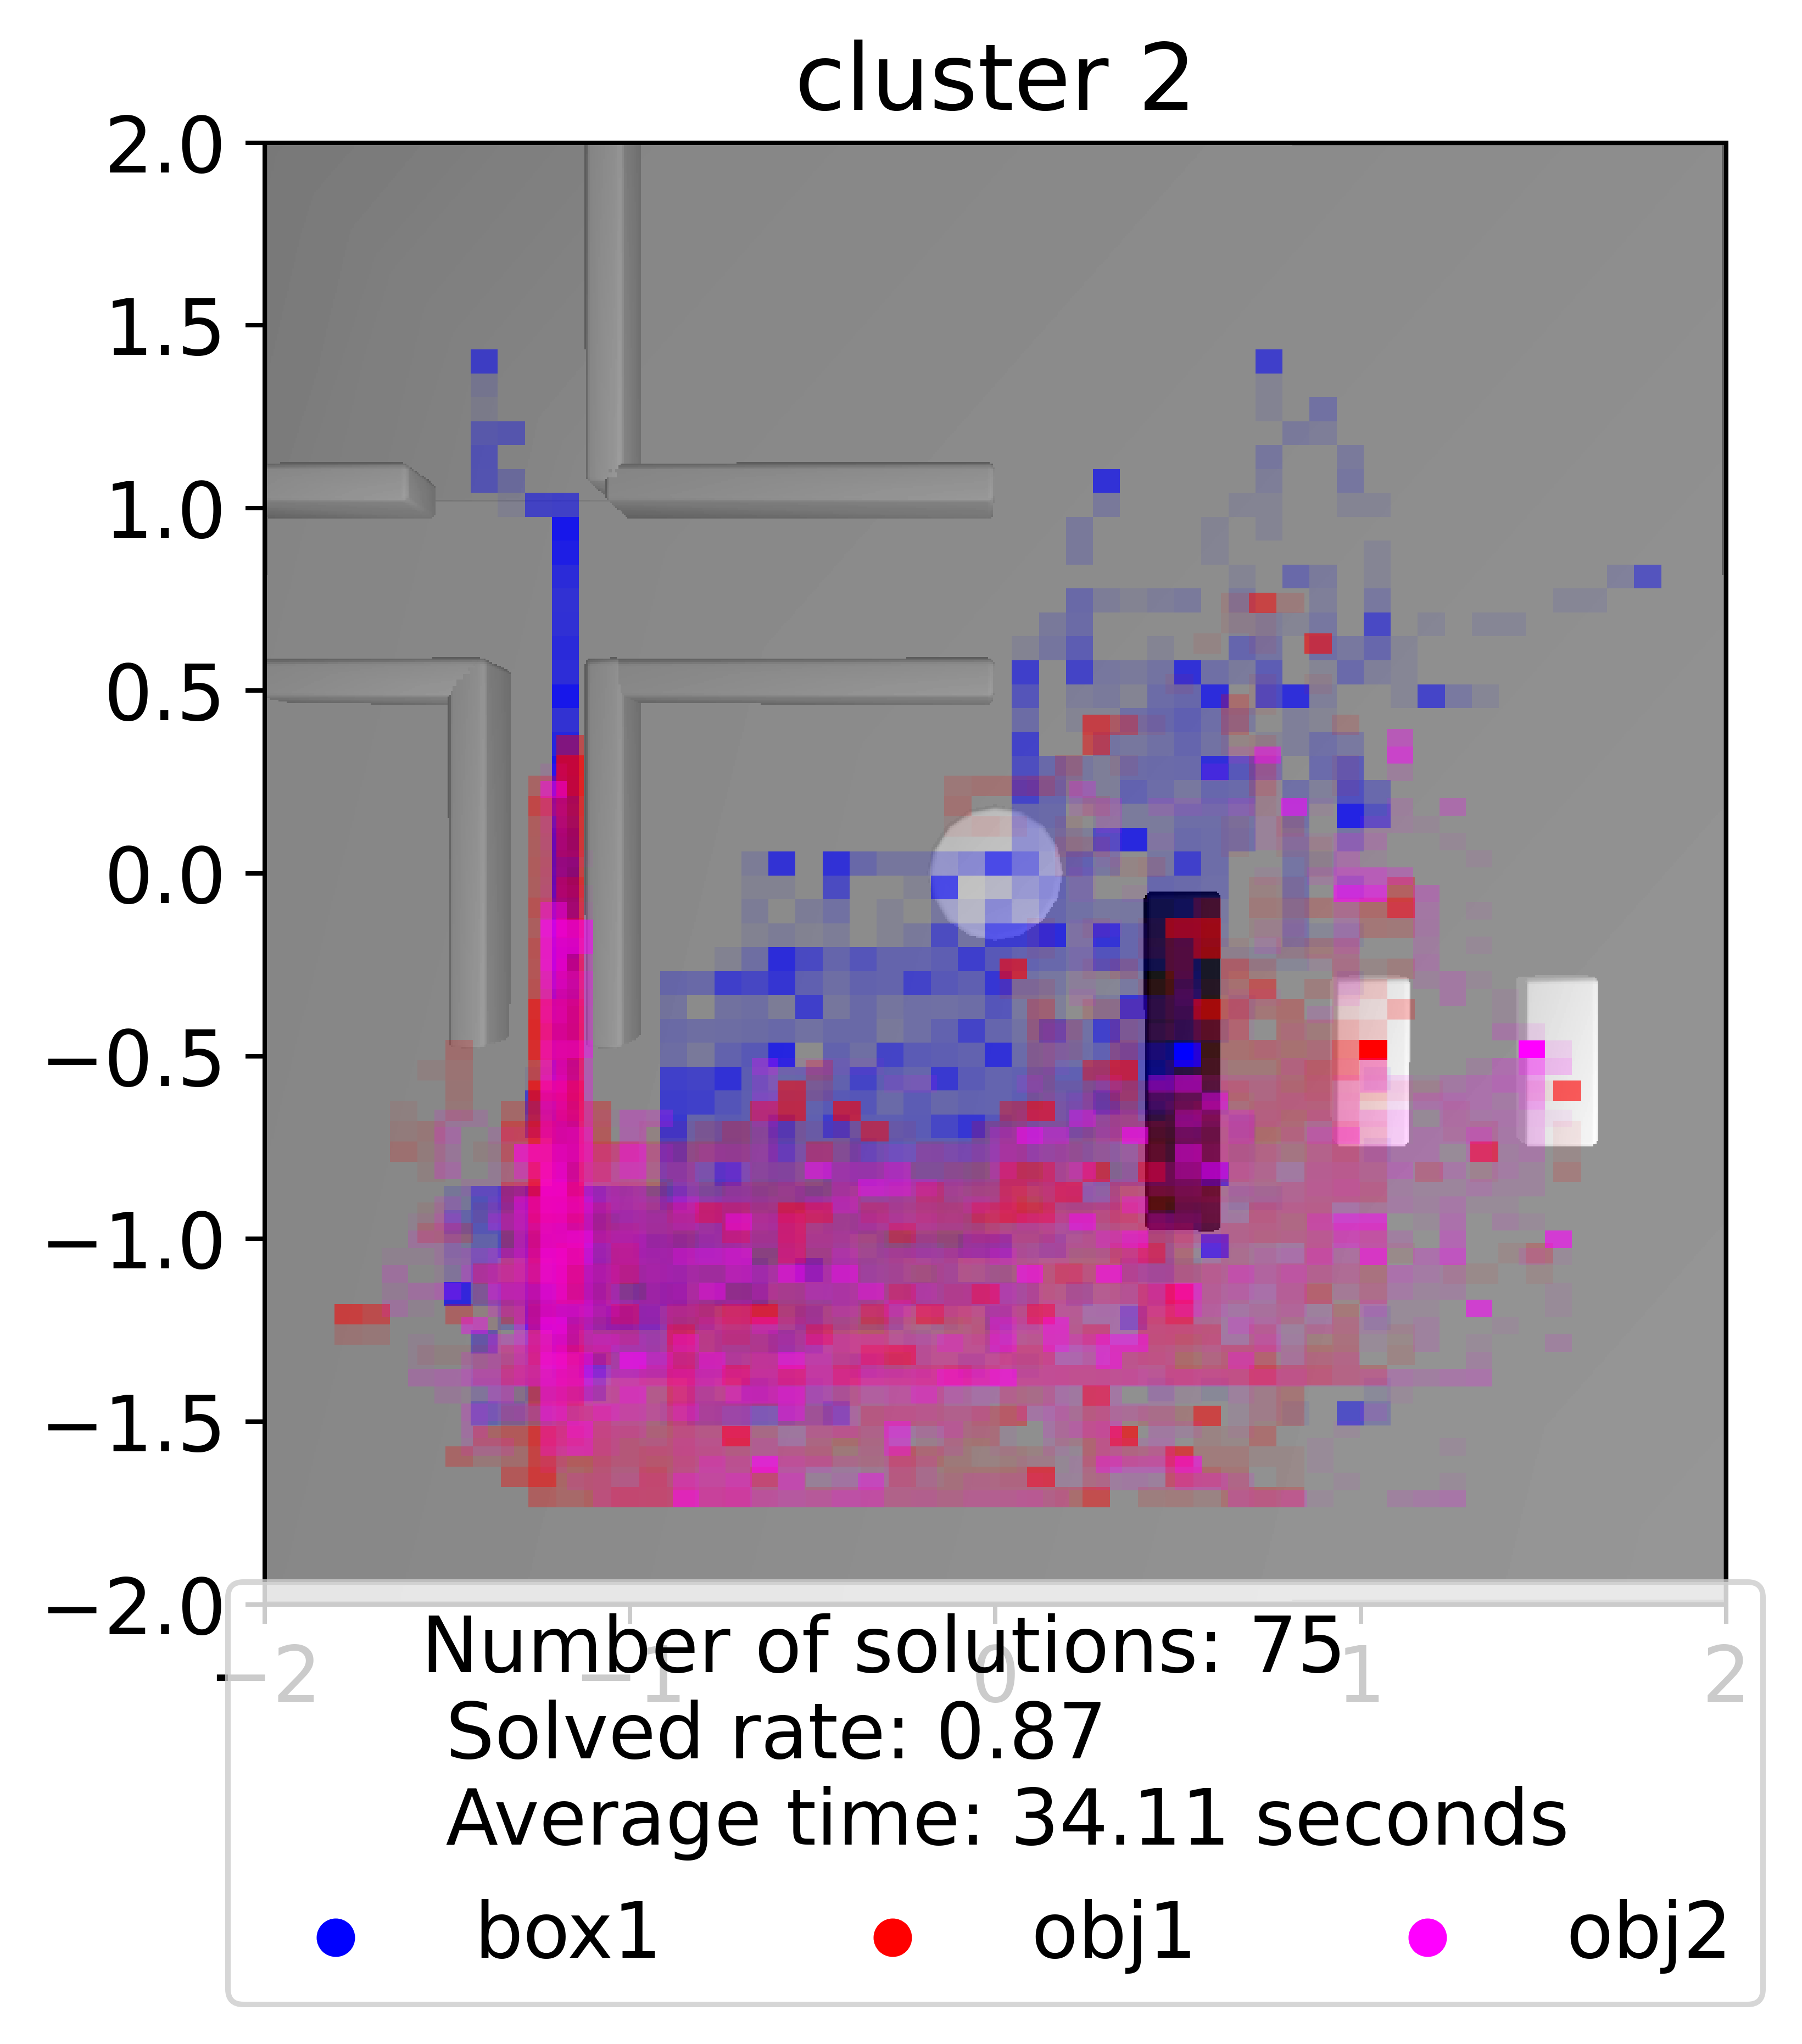 cluster 2
2.0
1.5
1.0
0.5
0.0
−0.5
−1.0
−1.5
−2.0
−2 −1 0 1 2
Number of solutions: 75
Solved rate: 0.87
Average time: 34.11 seconds
box1 obj1 obj2